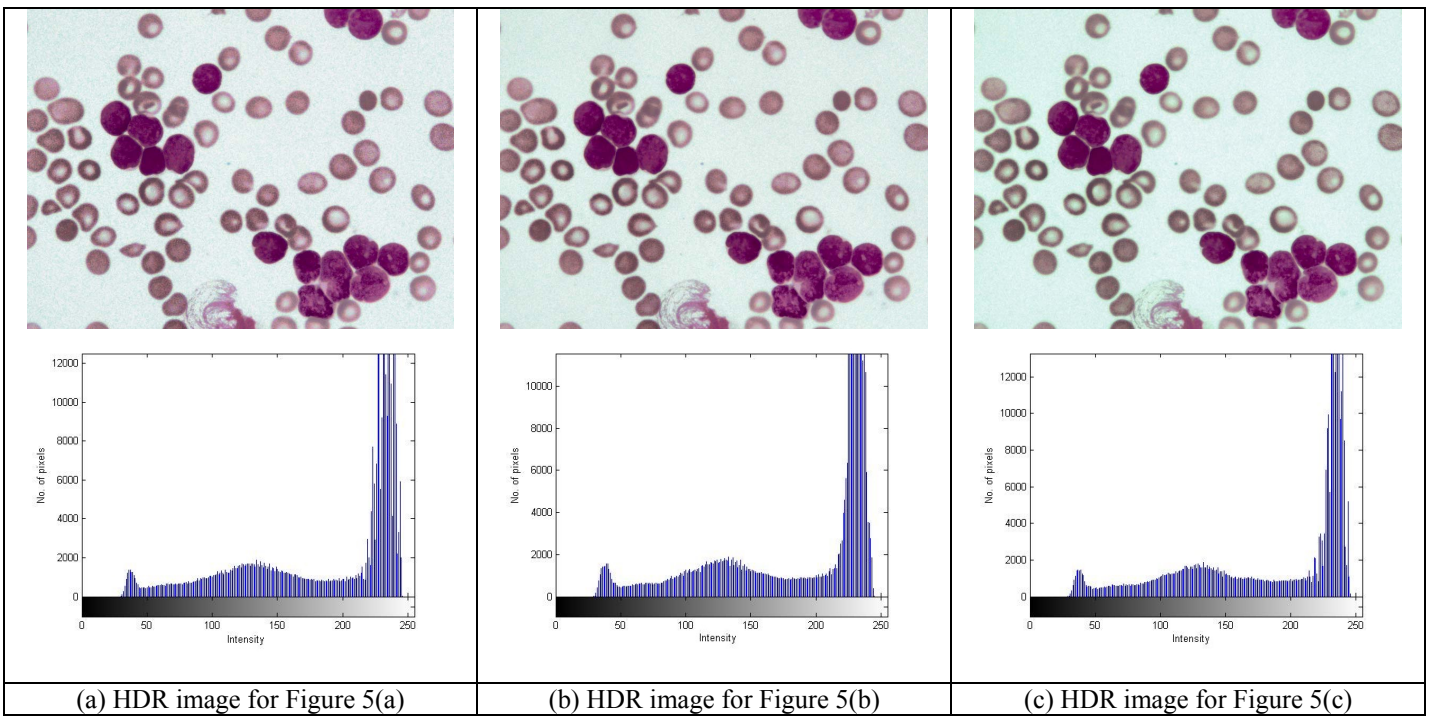 12000
10000
8000
6000
4000
2000
0
No. of pixels
0 50 100 150 200 250
Intensity
10000
8000
6000
4000
2000
0
No. of pixels
0 50 100 150 200 250
Intensity
12000
10000
8000
6000
4000
2000
0
No. of pixels
0 50 100 150 200 250
Intensity
(a) HDR image for Figure 5(a)
(b) HDR image for Figure 5(b)
(c) HDR image for Figure 5(c)